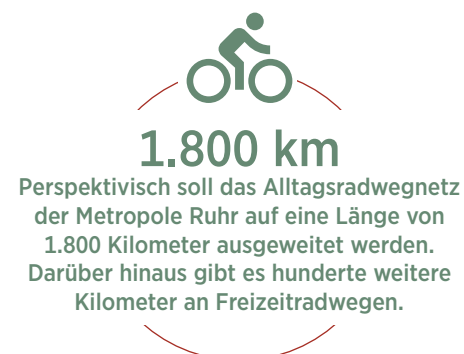 1.800 km
Perspektivisch soll das Alltagsradwegnetz
der Metropole Ruhr auf eine Länge von
1.800 Kilometer ausgeweitet werden.
Darüber hinaus gibt es hunderte weitere
Kilometer an Freizeitradwegen.